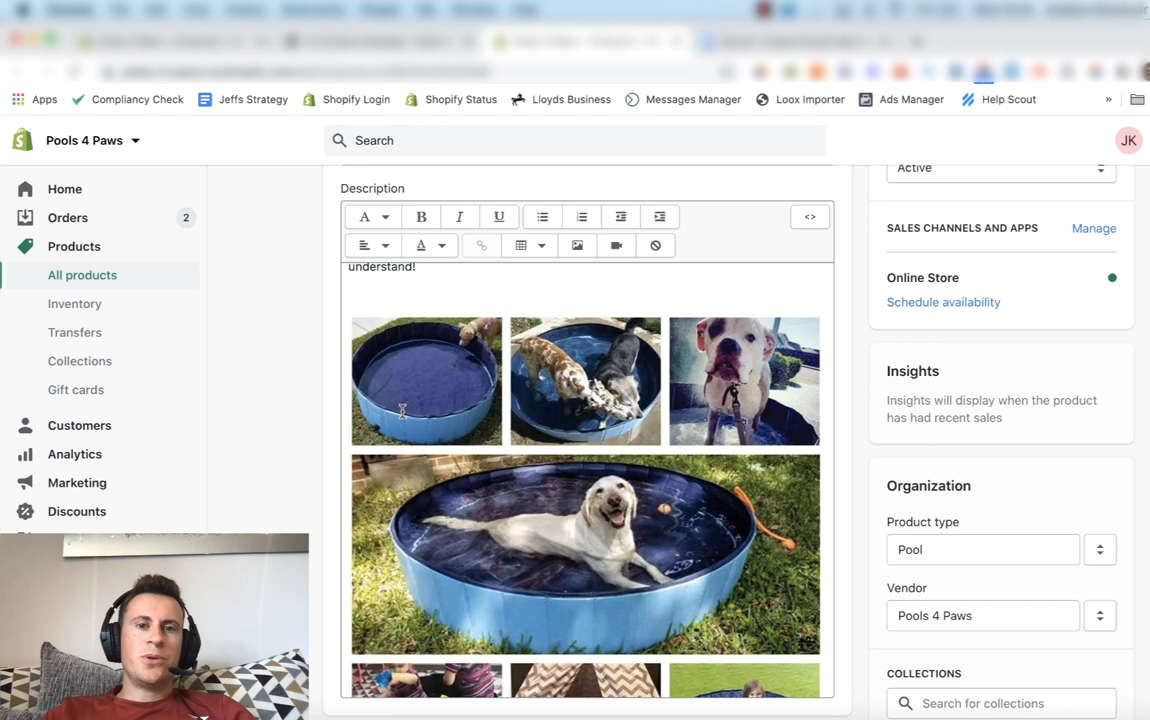 Apps
Compliancy Check
Jeffs Strategy
Shopify Login
Shopify Status
Lloyds Business
Messages Manager
Loox Importer
Ads Manager
Help Scout
»
Pools 4 Paws
Search
JK
Home
Orders
2
Products
All products
Inventory
Transfers
Collections
Gift cards
Customers
Analytics
Marketing
Discounts
Description
A
B
I
U
<>
A
understand!
Active
SALES CHANNELS AND APPS
Manage
Online Store
Schedule availability
Insights
Insights will display when the product
has had recent sales
Organization
Product type
Pool
Vendor
Pools 4 Paws
COLLECTIONS
Search for collections